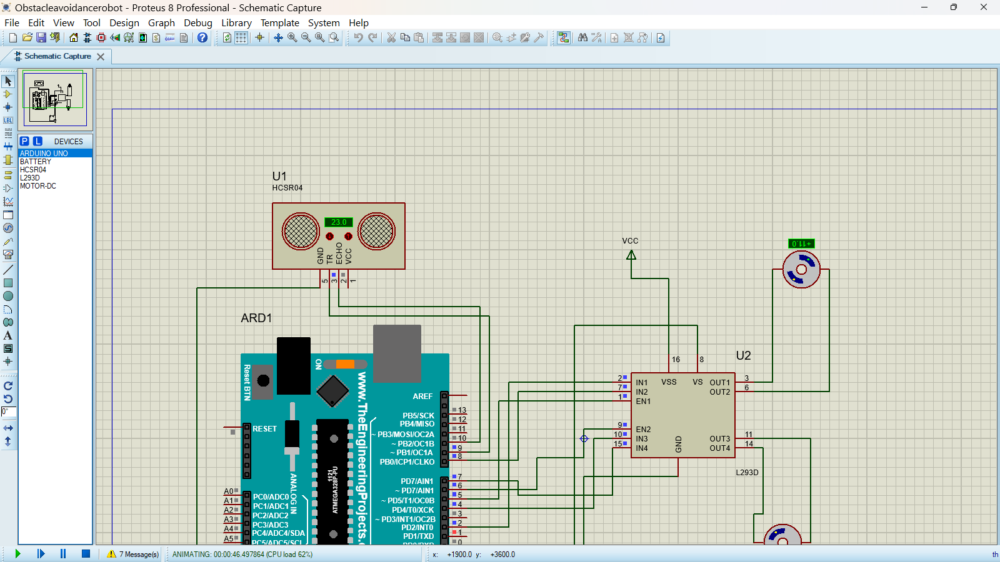 Obstacleavoidancerobot - Proteus 8 Professional - Schematic Capture
File Edit View Tool Design Graph Debug Library Template System Help
Schematic Capture
P L DEVICES
ARDUINO UNO
BATTERY
HCSR04
L293D
MOTOR-DC
LBL
A
S
0°
U1
HCSR04
23.0
GND
TR
ECHO
VCC
5
3
2
1
ARD1
Reset BTN
ON
www.TheEngineeringProjects.c
1121
ATMEGA328P-PU
ANALOG IN
RESET
AREF
PB5/SCK 13
PB4/MISO 12
~ PB3/MOSI/OC2A 11
~ PB2/OC1B 10
~ PB1/OC1A 9
PB0/ICP1/CLKO 8
PD7/AIN1 7
~ PD7/AIN1 6
~ PD5/T1/OC0B 5
PD4/T0/XCK 4
~ PD3/INT1/OC2B 3
PD2/INT0 2
PD1/TXD 1
0
A0 PC0/ADC0
A1 PC1/ADC1
A2 PC2/ADC2
A3 PC3/ADC3
A4 PC4/ADC4/SDA
A5 PC5/ADC5/SCL
VCC
+11.0
U2
16 8
2 IN1 VSS VS OUT1 3
7 IN2 OUT2 6
1 EN1
9 EN2
10 IN3 OUT3 11
15 IN4 OUT4 14
GND
L293D
7 Message(s) ANIMATING: 00:00:46.497864 (CPU load 62%) x: +1900.0 y: +3600.0 th